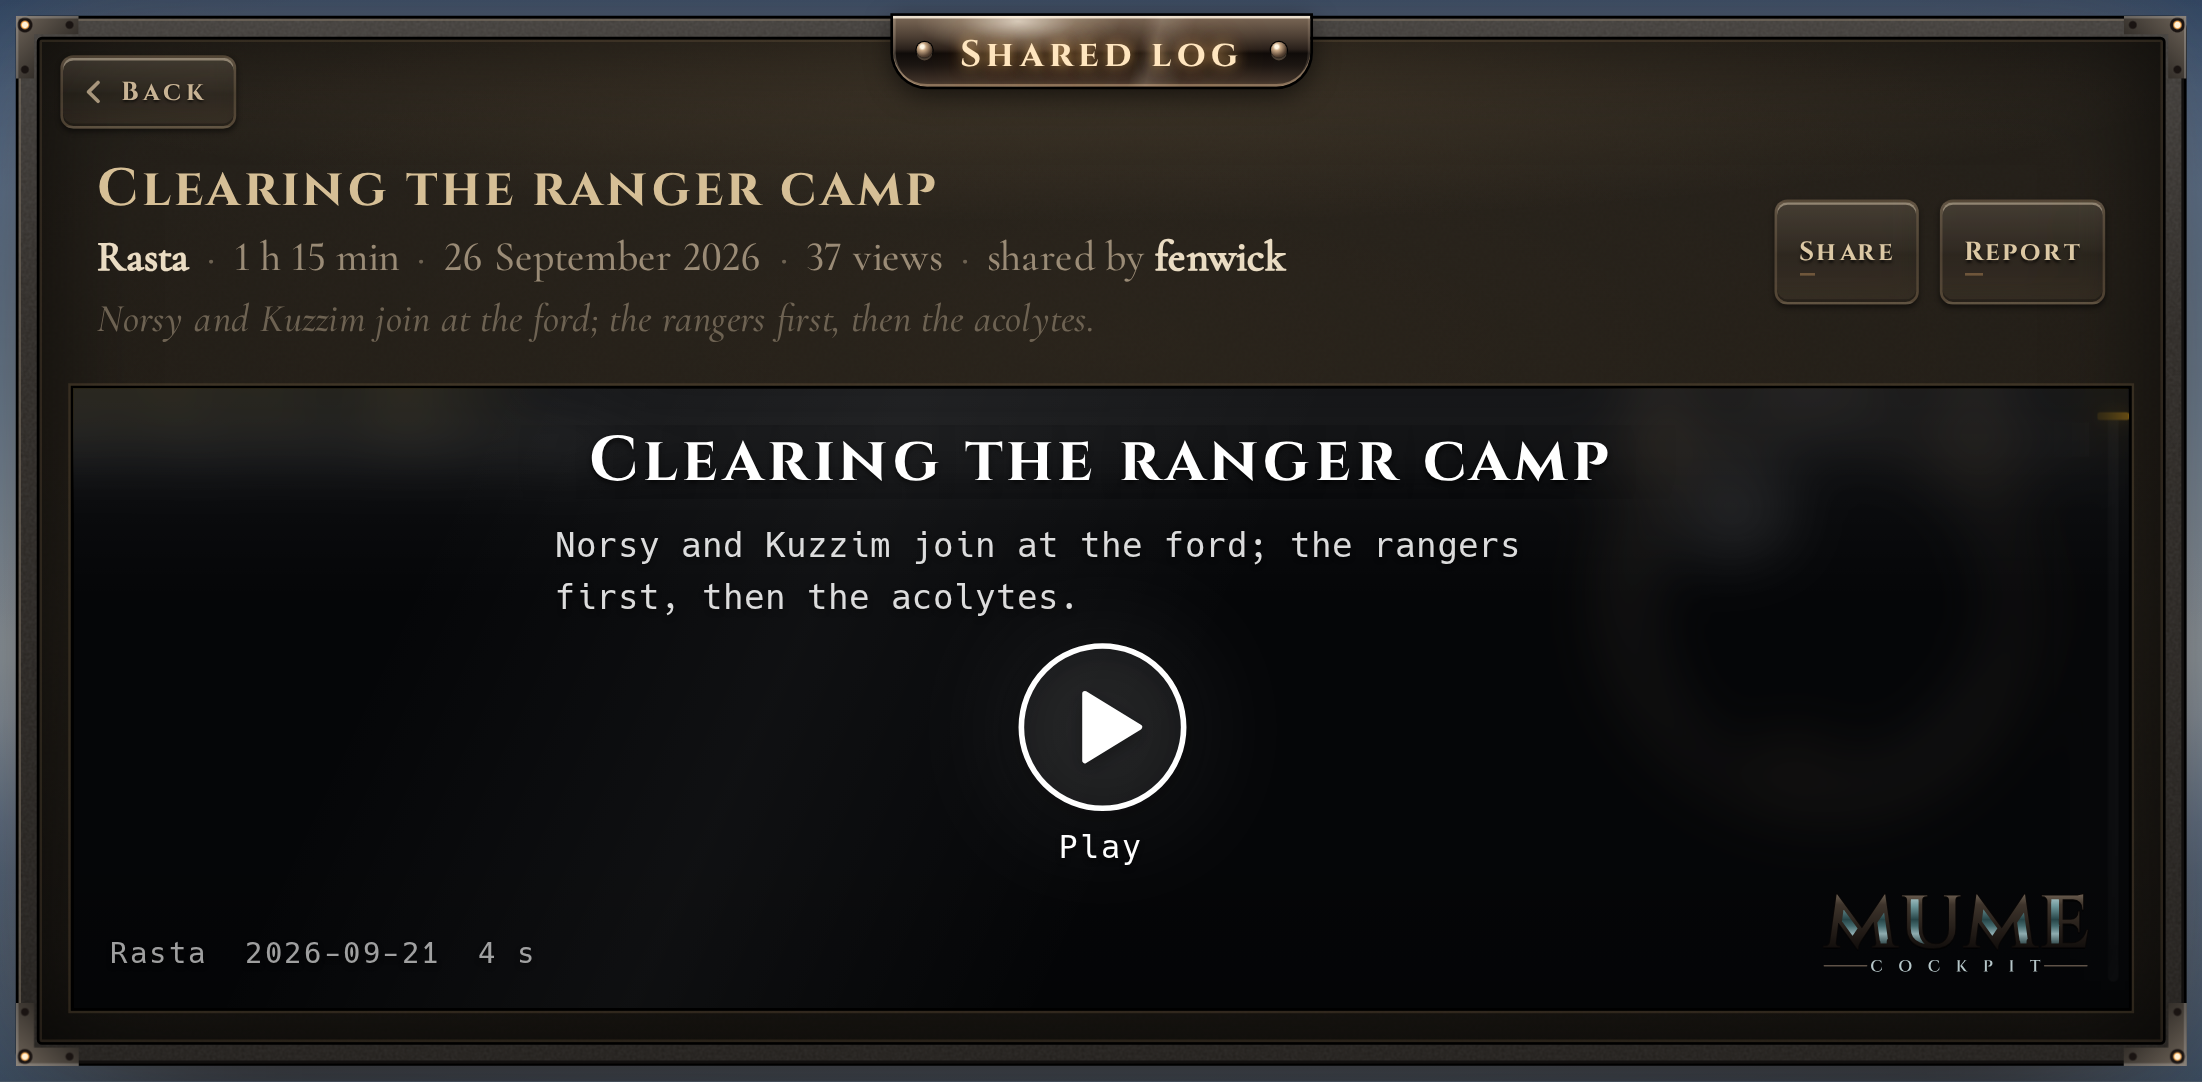 Shared log
Back
Clearing the ranger camp
Rasta · 1 h 15 min · 26 September 2026 · 37 views · shared by fenwick
Norsy and Kuzzim join at the ford; the rangers first, then the acolytes.
Share
Report
Clearing the ranger camp
Norsy and Kuzzim join at the ford; the rangers
first, then the acolytes.
Play
Rasta 2026-09-21 4 s
MUME
COCKPIT